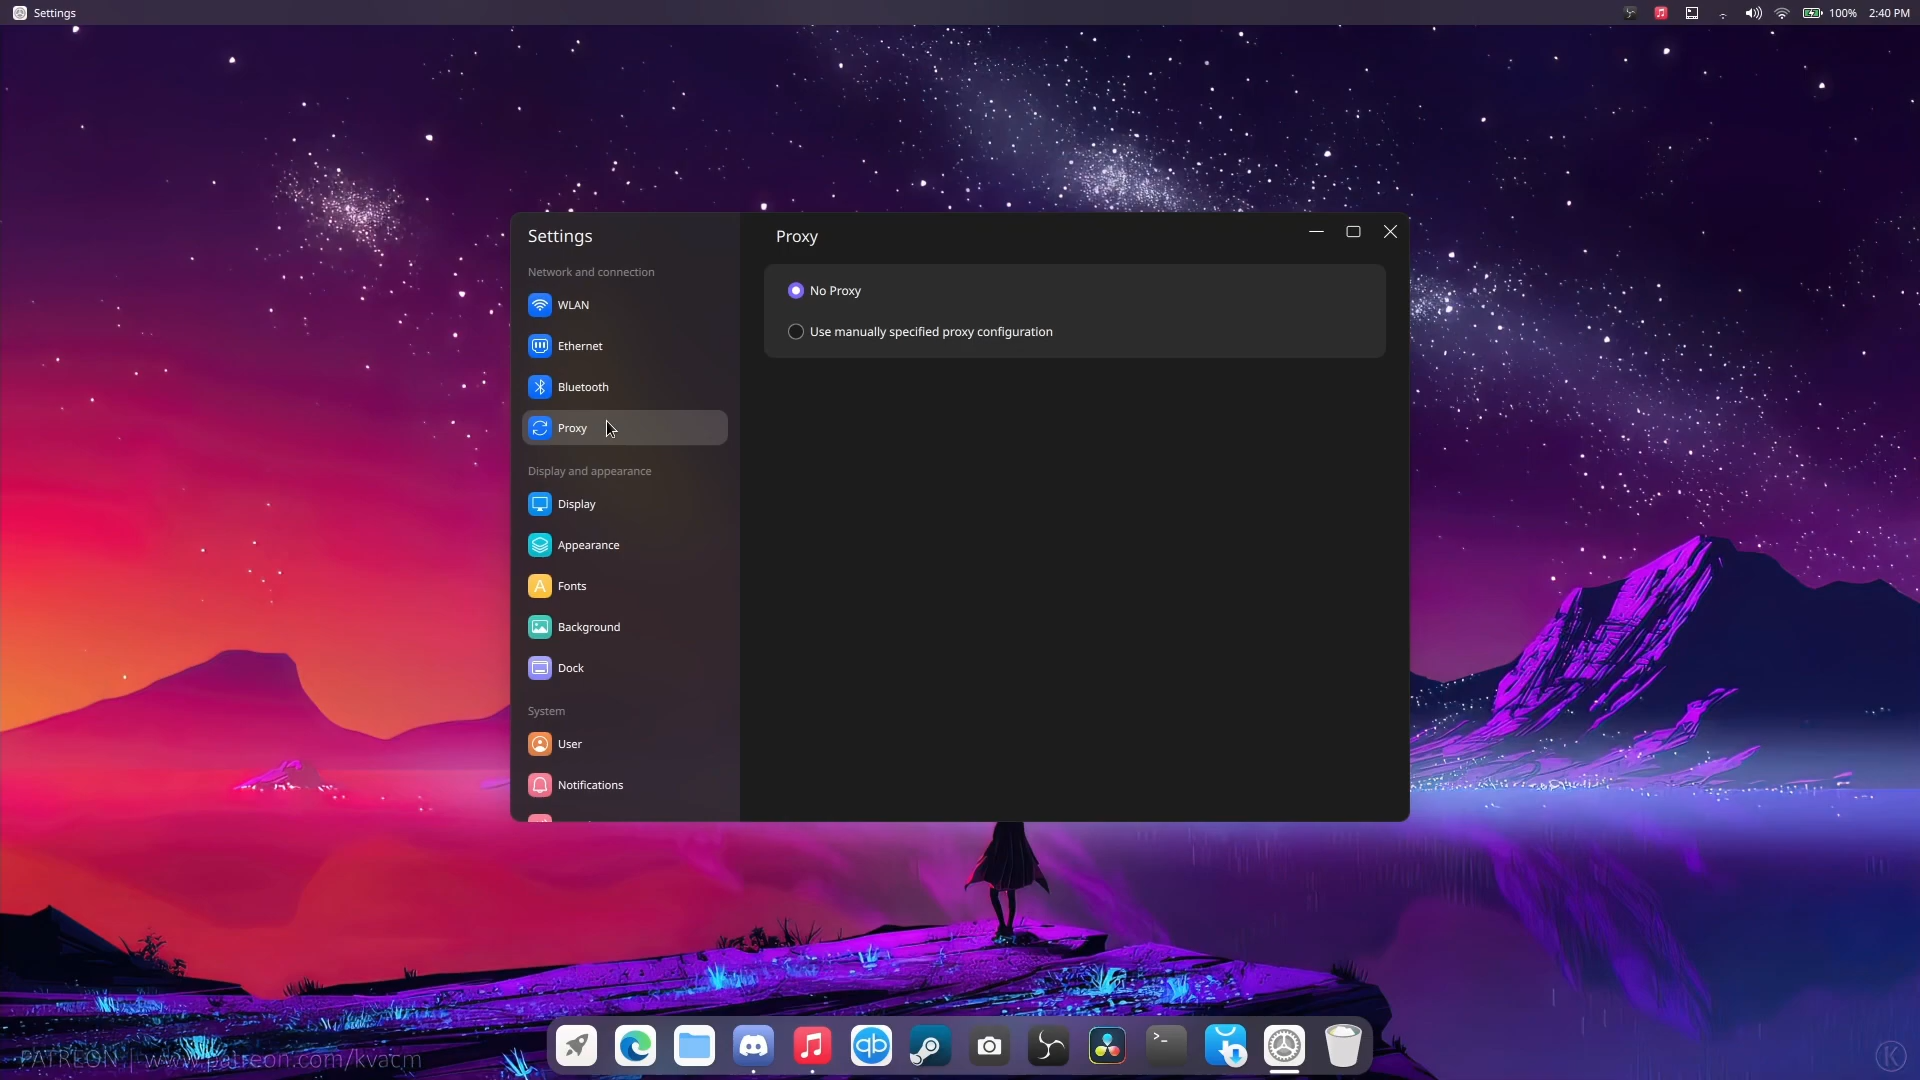 Settings
100%
2:40 PM
Settings
Proxy
Network and connection
No Proxy
WLAN
Use manually specified proxy configuration
Ethernet
Bluetooth
Proxy
Display and appearance
Display
Appearance
A Fonts
Background
Dock
System
User
Notifications
qb
>_
PATREON | www.patreon.com/kvacm
K